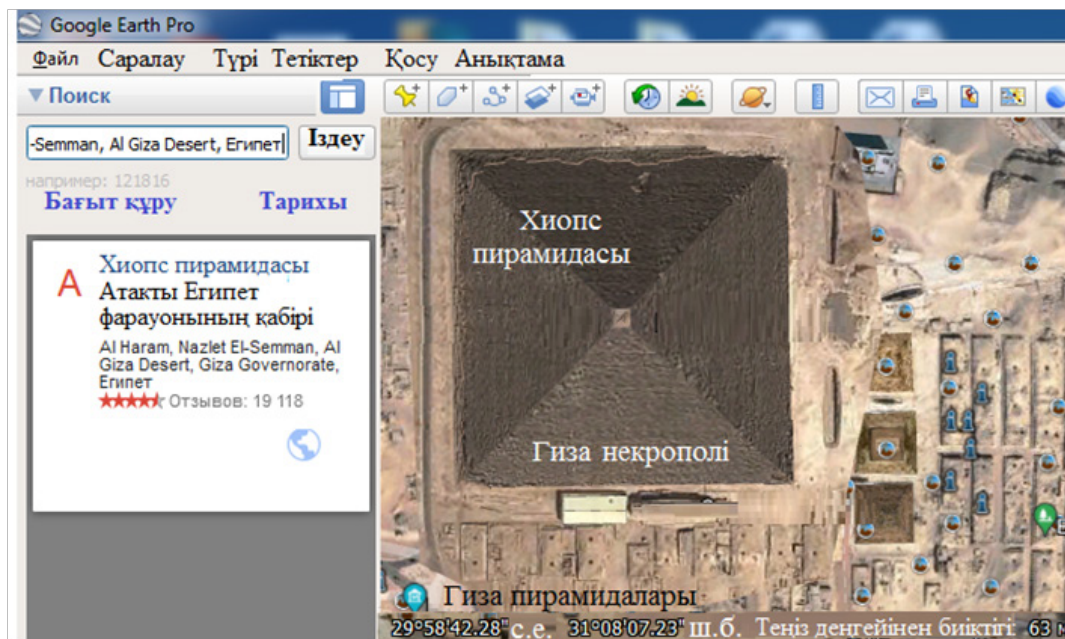 Google Earth Pro
Файл Саралау Түрі Тетіктер Қосу Анықтама
Поиск
-Semman, Al Giza Desert, Египет Іздеу
например: 121816
Бағыт құру Тарихы
A
Хиопс пирамидасы
Атакты Египет
фарауонының қабірі
Al Haram, Nazlet El-Semman, Al
Giza Desert, Giza Governorate,
Египет
Отзывов: 19 118
Хиопс
пирамидасы
Гиза некрополі
Гиза пирамидалары
29°58'42.28" с.е. 31°08'07.23" ш.б. Теңіз деңгейінен биіктігі 63 м